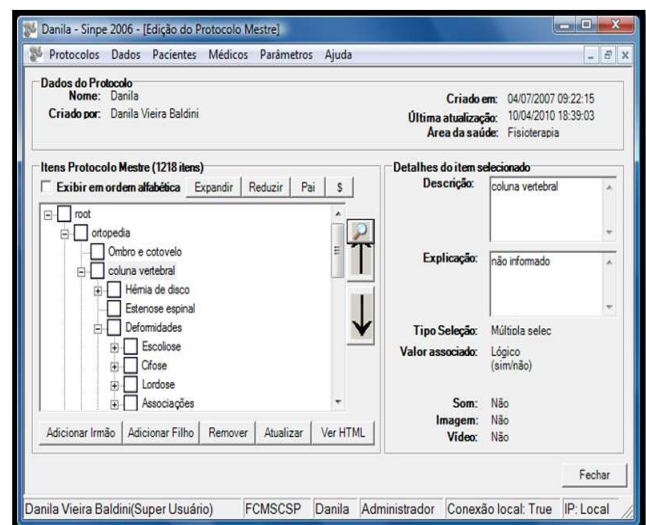 Danila - Sinpe 2006 - [Edição do Protocolo Mestre]
Protocolos Dados Pacientes Médicos Parâmetros Ajuda
Dados do Protocolo
Nome: Danila
Criado por: Danila Vieira Baldini
Criado em: 04/07/2007 09:22:15
Última atualização: 10/04/2010 18:39:03
Área da saúde: Fisioterapia
Itens Protocolo Mestre (1218 itens)
Exibir em ordem alfabética Expandir Reduzir Pai $
root
ortopedia
Ombro e cotovelo
coluna vertebral
Hérnia de disco
Estenose espinal
Deformidades
Escoliose
Cifose
Lordose
Associações
Adicionar Irmão Adicionar Filho Remover Atualizar Ver HTML
Detalhes do item selecionado
Descrição: coluna vertebral
Explicação: não informado
Tipo Seleção: Múltipla selec
Valor associado: Lógico
(sim/não)
Som: Não
Imagem: Não
Vídeo: Não
Fechar
Danila Vieira Baldini(Super Usuário) FCMSCSP Danila Administrador Conexão local: True IP: Local